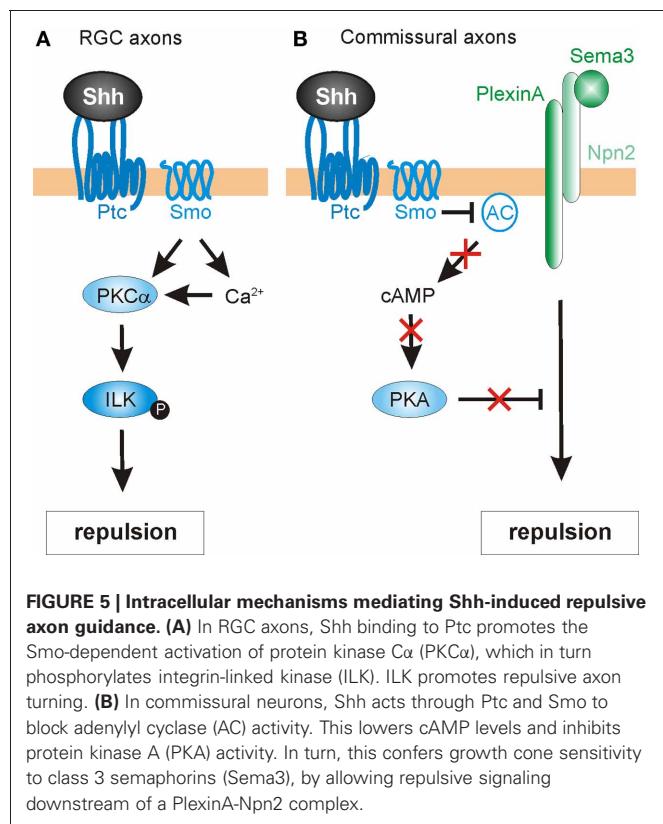 A RGC axons
B Commissural axons
Sema3
Shh
Shh
PlexinA
Npn2
Ptc
Smo
Ptc
Smo
AC
PKCα
Ca²⁺
cAMP
ILK
P
PKA
repulsion
repulsion
FIGURE 5 | Intracellular mechanisms mediating Shh-induced repulsive
axon guidance. (A) In RGC axons, Shh binding to Ptc promotes the
Smo-dependent activation of protein kinase Cα (PKCα), which in turn
phosphorylates integrin-linked kinase (ILK). ILK promotes repulsive axon
turning. (B) In commissural neurons, Shh acts through Ptc and Smo to
block adenylyl cyclase (AC) activity. This lowers cAMP levels and inhibits
protein kinase A (PKA) activity. In turn, this confers growth cone sensitivity
to class 3 semaphorins (Sema3), by allowing repulsive signaling
downstream of a PlexinA-Npn2 complex.